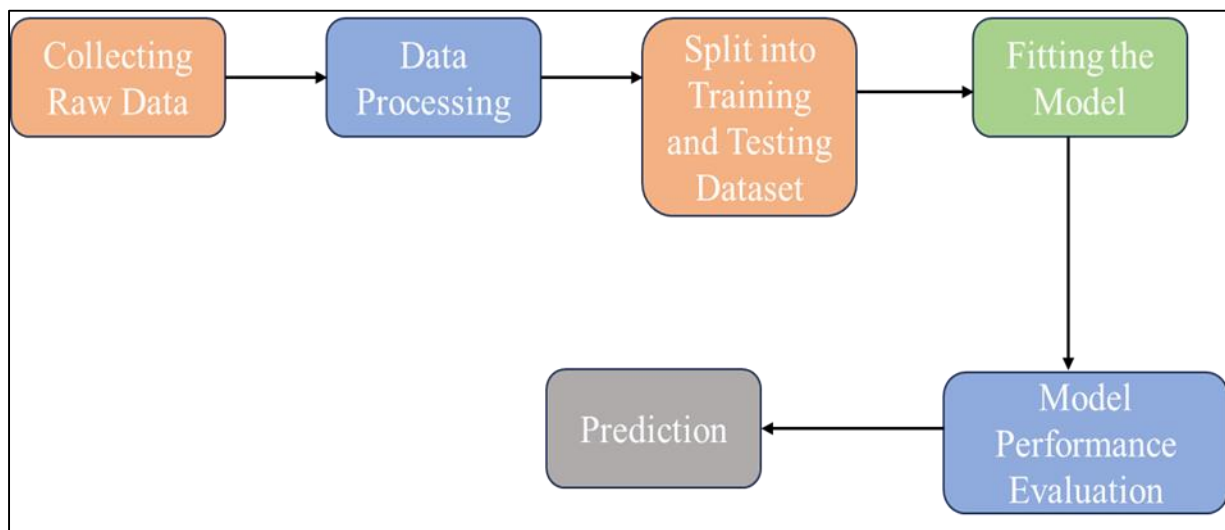 Collecting
Raw Data
Data
Processing
Split into
Training
and Testing
Dataset
Fitting the
Model
Model
Performance
Evaluation
Prediction